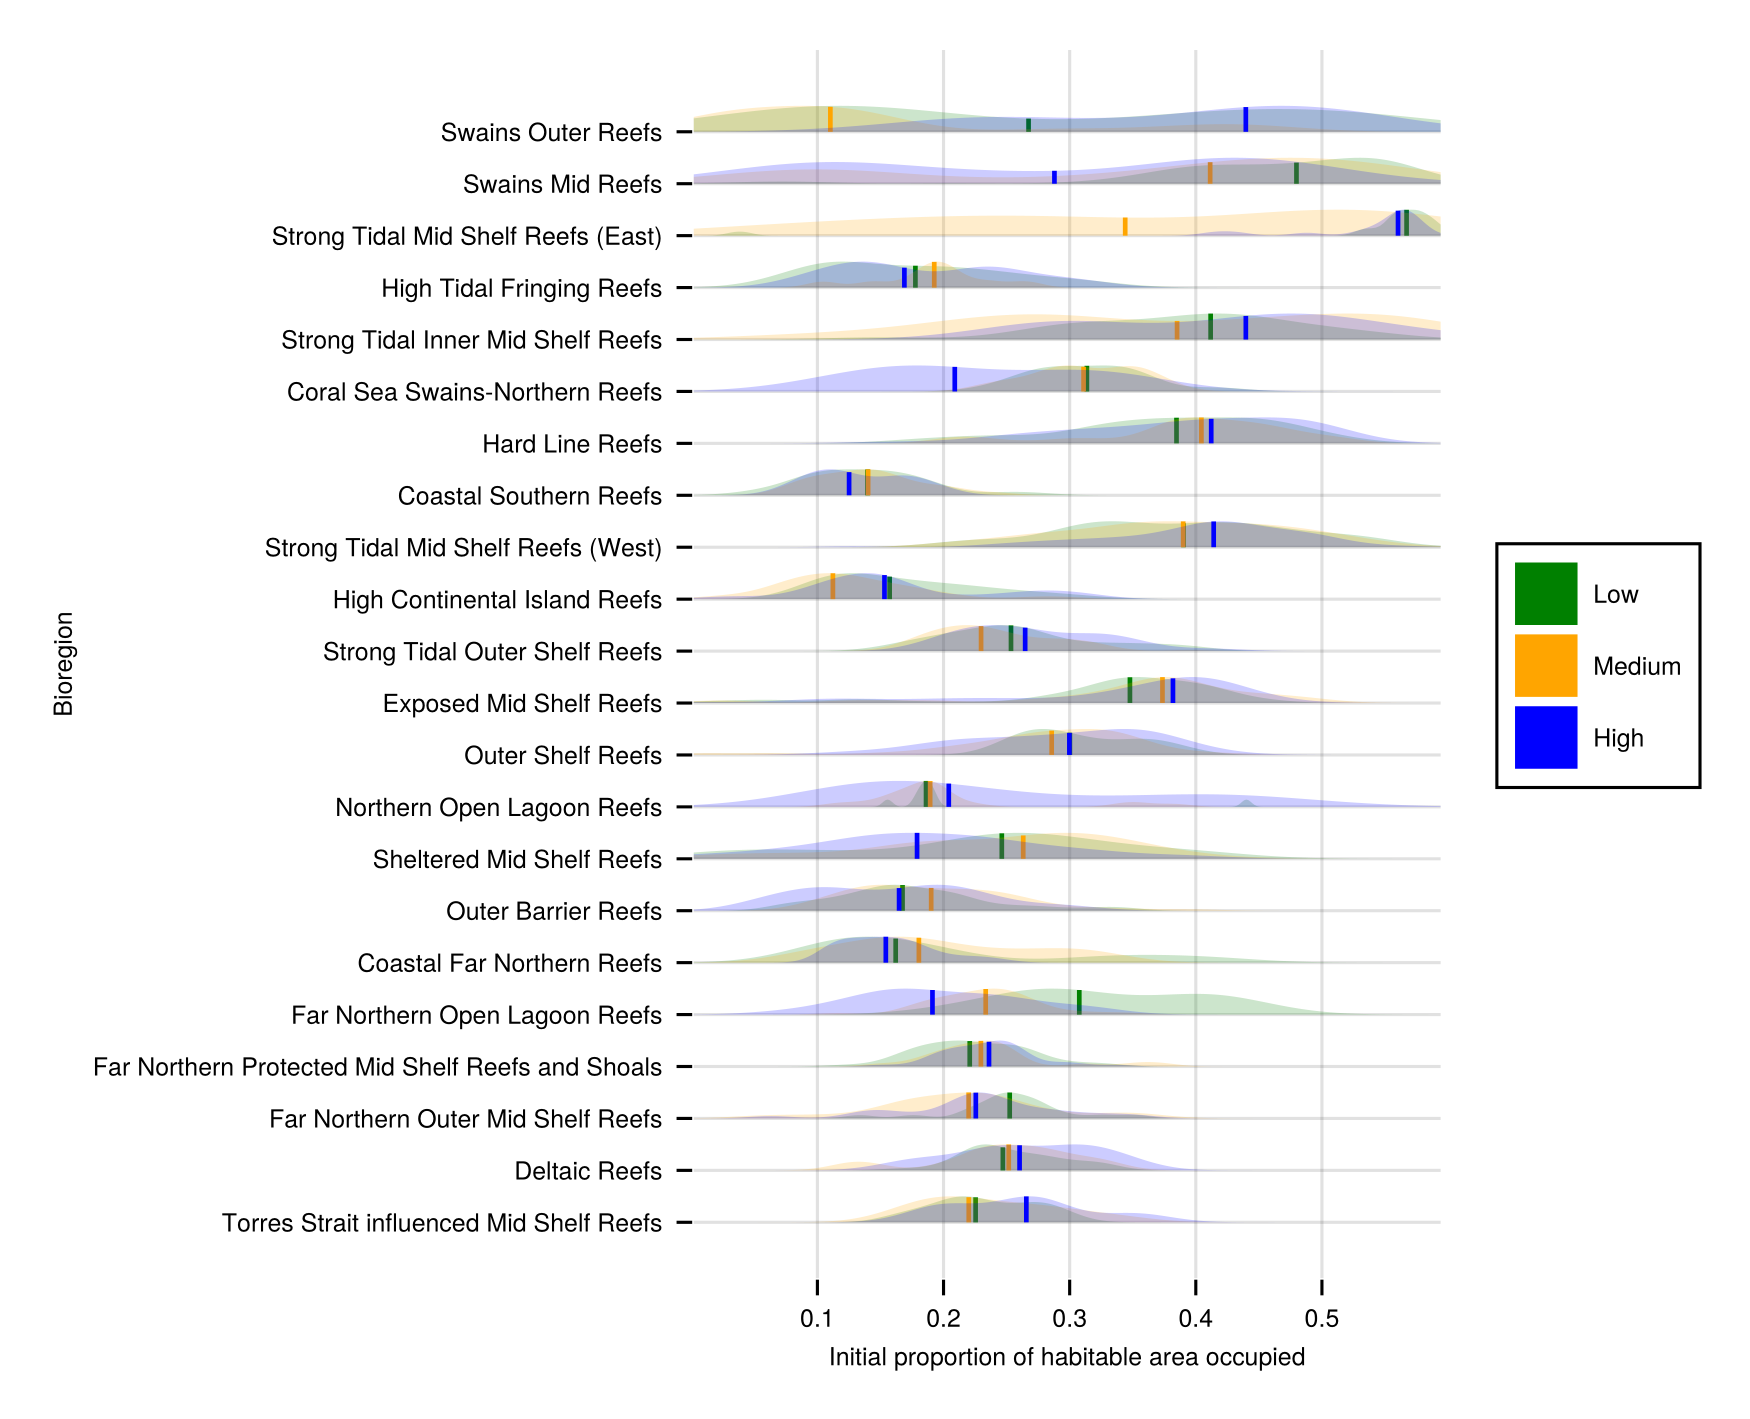 Swains Outer Reefs
Swains Mid Reefs
Strong Tidal Mid Shelf Reefs (East)
High Tidal Fringing Reefs
Strong Tidal Inner Mid Shelf Reefs
Coral Sea Swains-Northern Reefs
Hard Line Reefs
Coastal Southern Reefs
Strong Tidal Mid Shelf Reefs (West)
High Continental Island Reefs
Strong Tidal Outer Shelf Reefs
Exposed Mid Shelf Reefs
Outer Shelf Reefs
Northern Open Lagoon Reefs
Sheltered Mid Shelf Reefs
Outer Barrier Reefs
Coastal Far Northern Reefs
Far Northern Open Lagoon Reefs
Far Northern Protected Mid Shelf Reefs and Shoals
Far Northern Outer Mid Shelf Reefs
Deltaic Reefs
Torres Strait influenced Mid Shelf Reefs
Bioregion
0.1 0.2 0.3 0.4 0.5
Initial proportion of habitable area occupied
Low
Medium
High